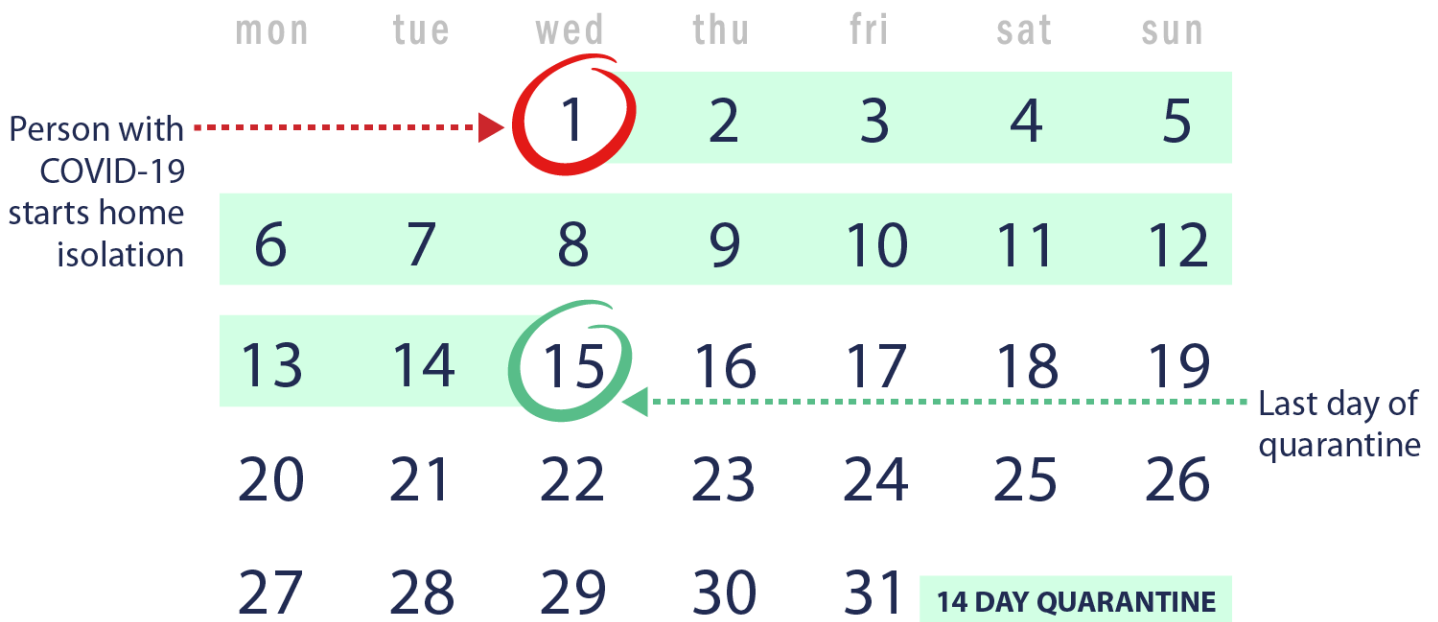 mon tue wed thu fri sat sun
Person with
COVID-19
starts home
isolation
1 2 3 4 5
6 7 8 9 10 11 12
13 14 15 16 17 18 19
Last day of
quarantine
20 21 22 23 24 25 26
27 28 29 30 31
14 DAY QUARANTINE